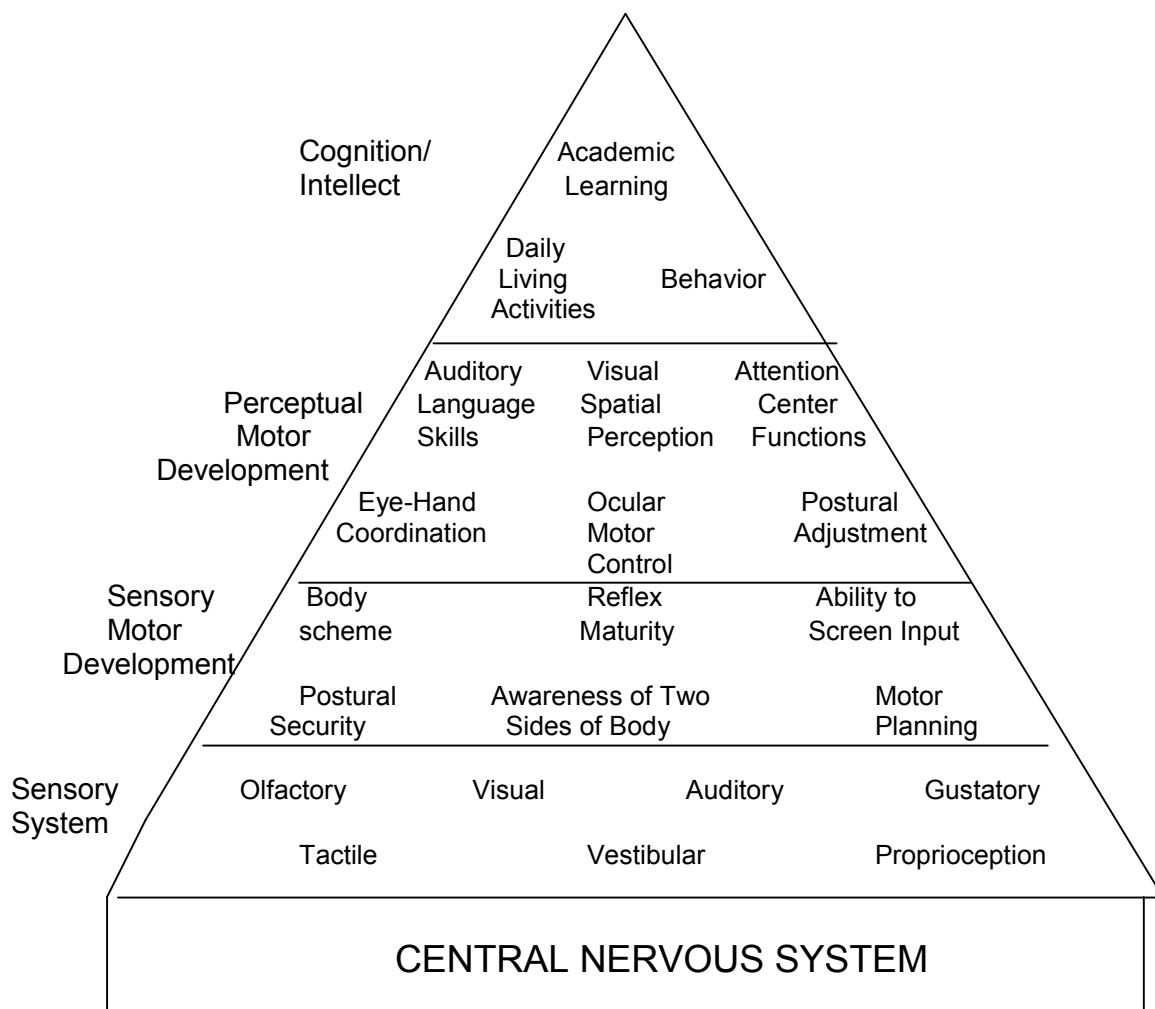 Cognition/
Intellect
Academic
Learning
Daily
Living
Activities
Behavior
Perceptual
Motor
Development
Auditory
Language
Skills
Visual
Spatial
Perception
Attention
Center
Functions
Eye-Hand
Coordination
Ocular
Motor
Control
Postural
Adjustment
Sensory
Motor
Development
Body
scheme
Reflex
Maturity
Ability to
Screen Input
Postural
Security
Awareness of Two
Sides of Body
Motor
Planning
Sensory
System
Olfactory
Visual
Auditory
Gustatory
Tactile
Vestibular
Proprioception
CENTRAL NERVOUS SYSTEM